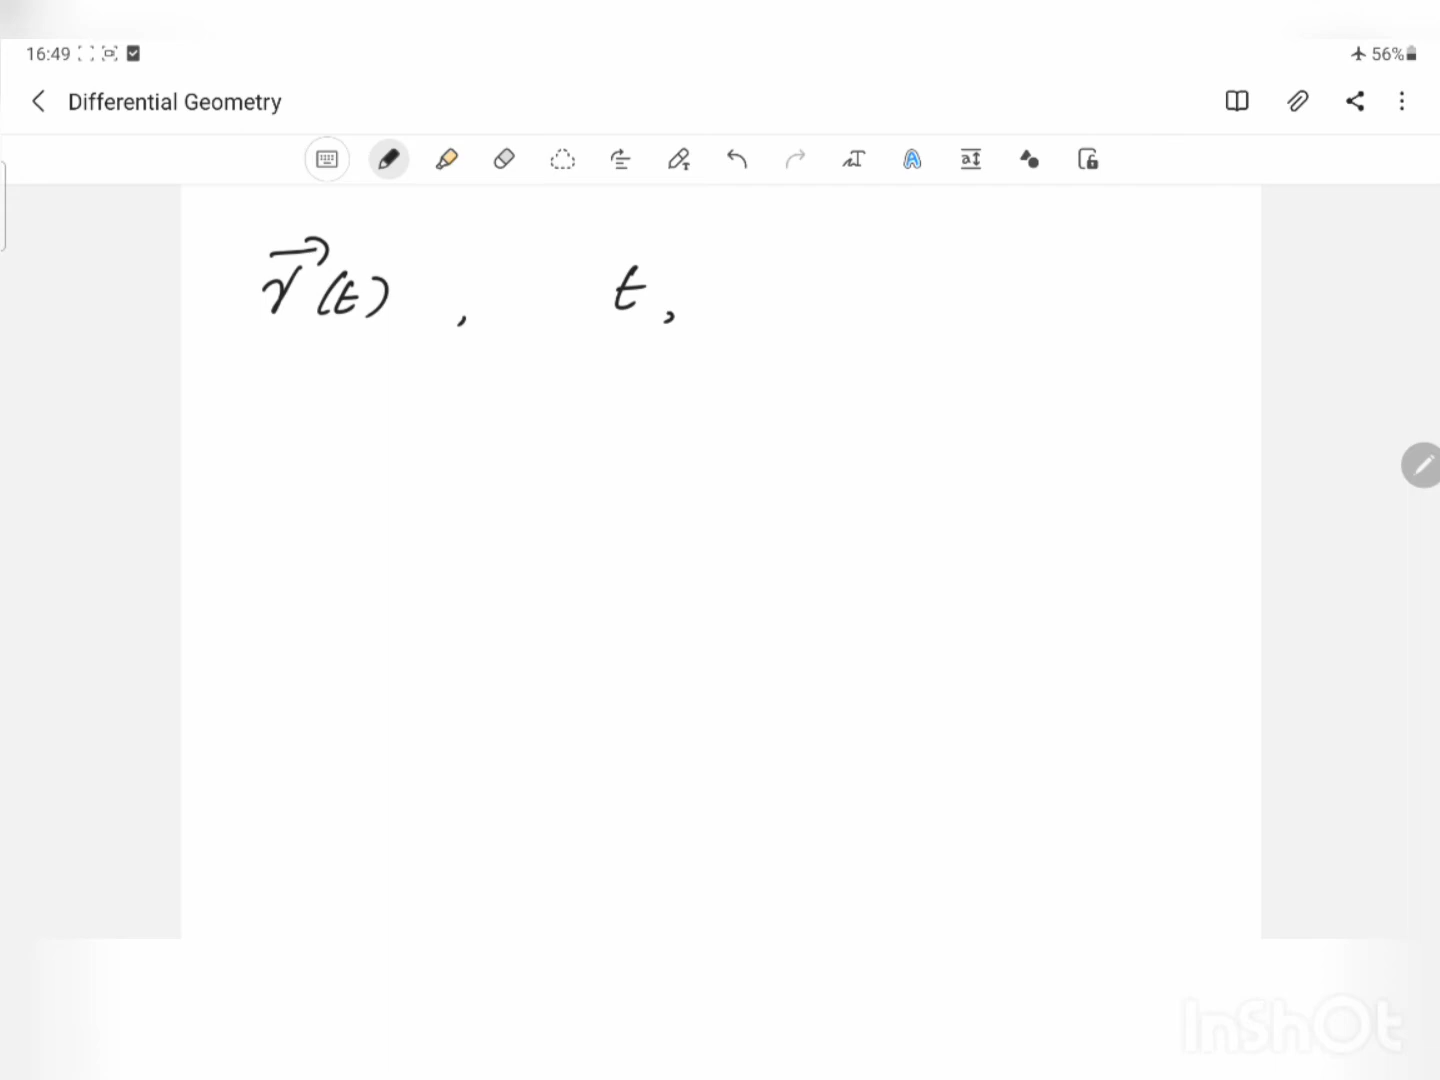 16:49 56%
Differential Geometry
r⃗(t) , t ,
InShOt